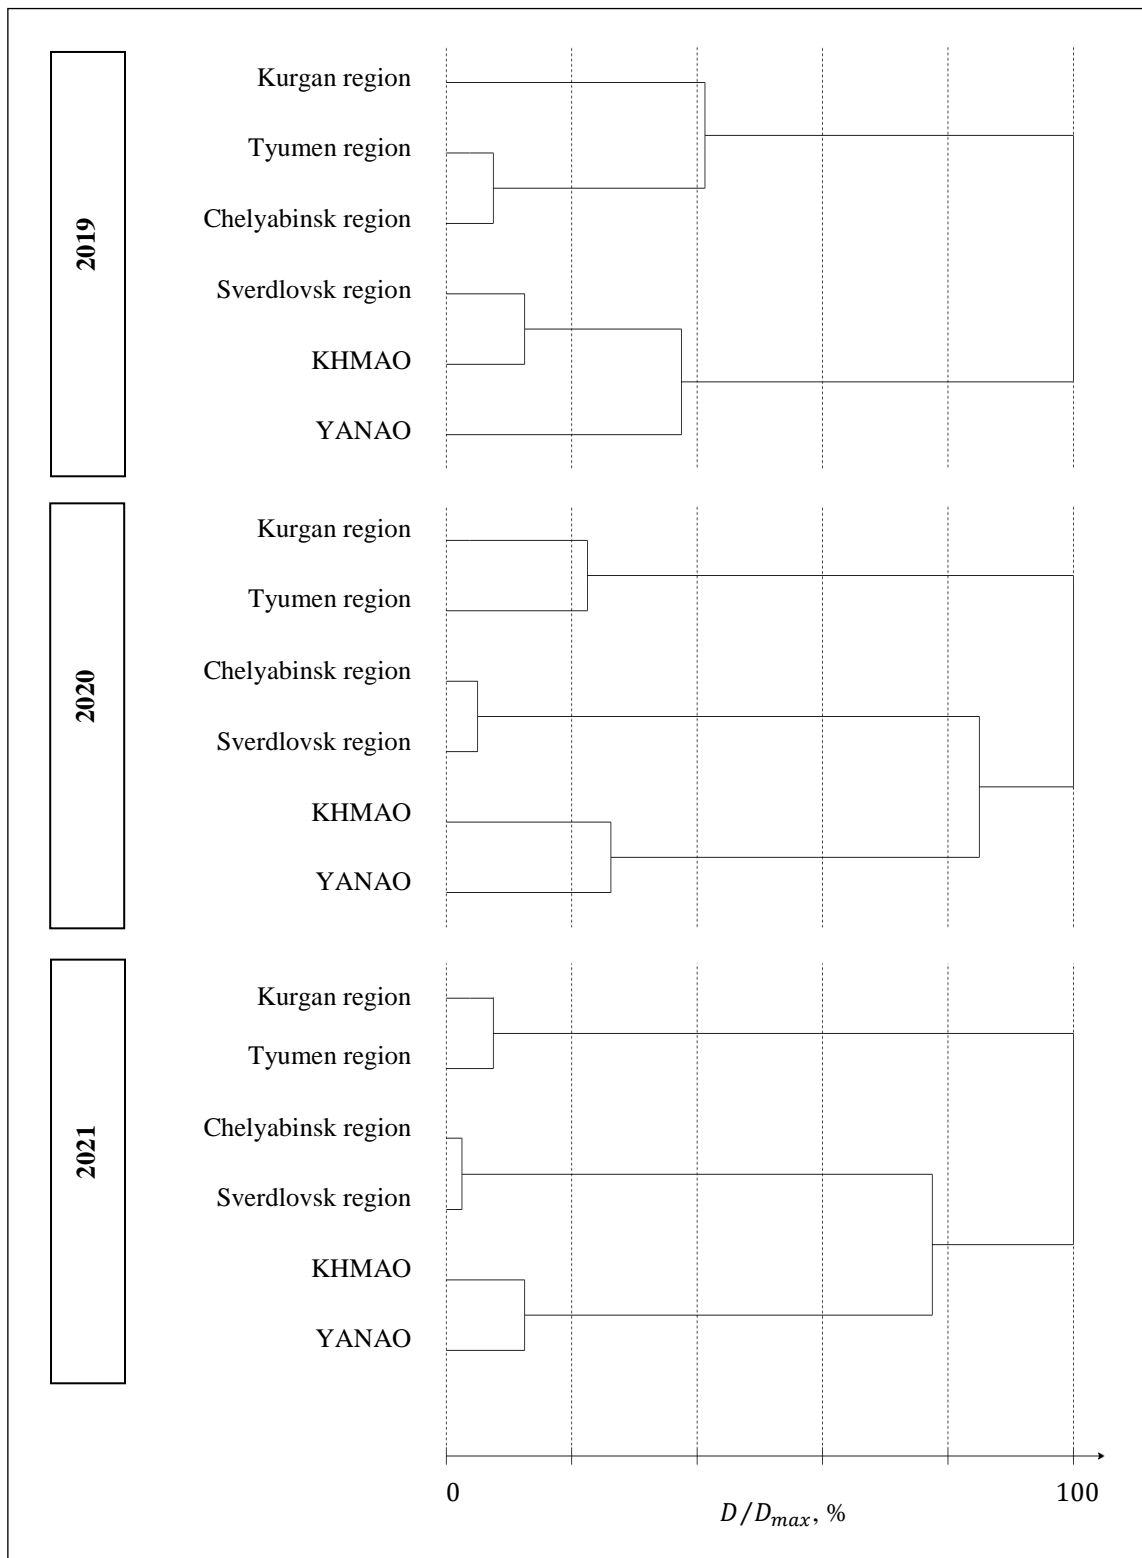 2019
Kurgan region
Tyumen region
Chelyabinsk region
Sverdlovsk region
KHMAO
YANAO
2020
Kurgan region
Tyumen region
Chelyabinsk region
Sverdlovsk region
KHMAO
YANAO
2021
Kurgan region
Tyumen region
Chelyabinsk region
Sverdlovsk region
KHMAO
YANAO
0 100
D/Dmax, %